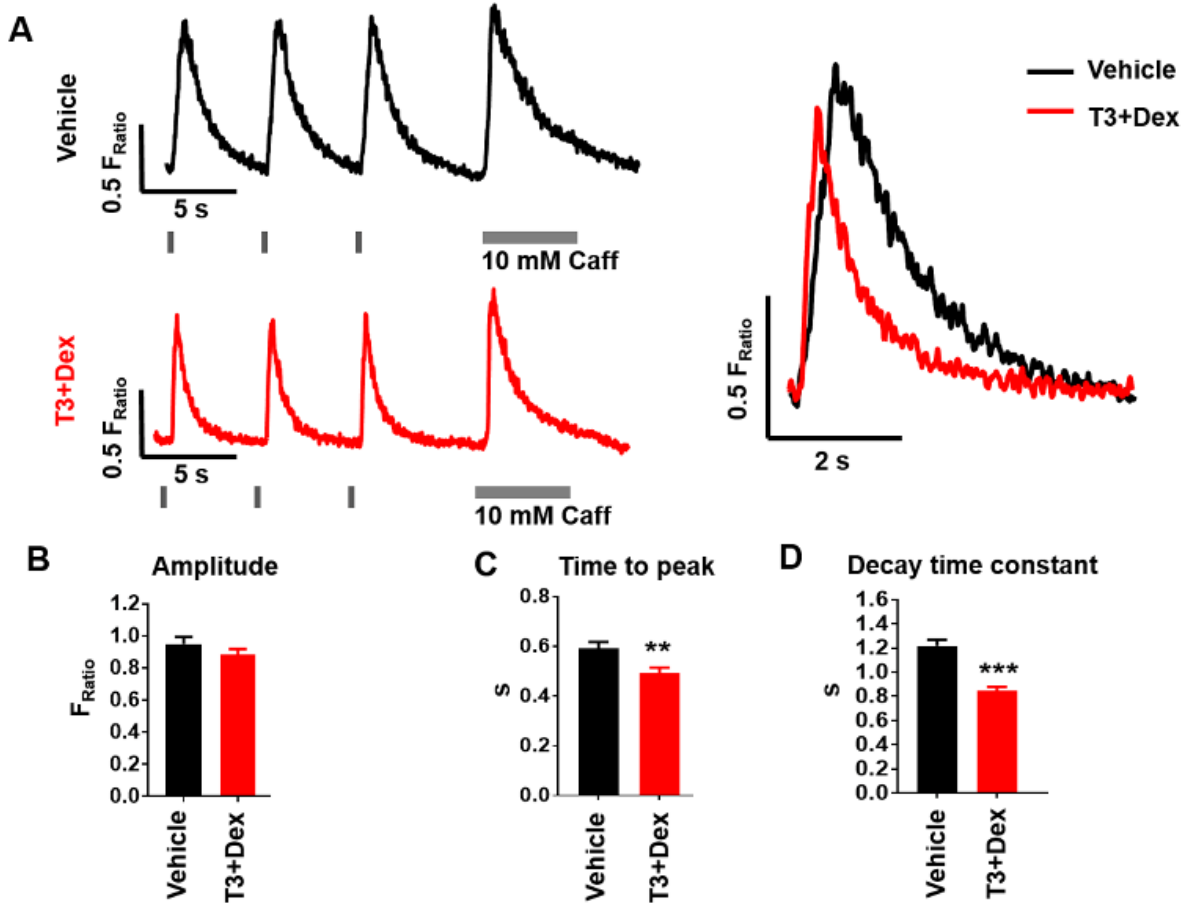 A
Vehicle
0.5 FRatio
5 s
10 mM Caff
T3+Dex
0.5 FRatio
5 s
10 mM Caff
Vehicle
T3+Dex
0.5 FRatio
2 s
B
Amplitude
FRatio
1.2
1.0
0.8
0.6
0.4
0.2
0.0
Vehicle
T3+Dex
C
Time to peak
s
0.8
0.6
0.4
0.2
0.0
**
Vehicle
T3+Dex
D
Decay time constant
s
1.6
1.4
1.2
1.0
0.8
0.6
0.4
0.2
0.0
***
Vehicle
T3+Dex